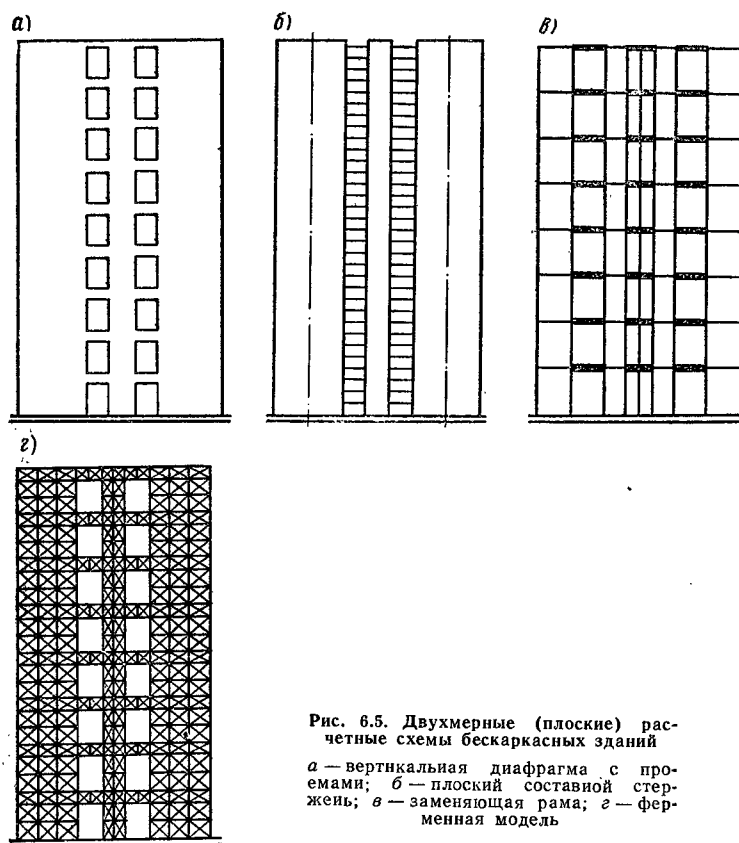 а)
б)
в)
г)
Рис. 6.5. Двухмерные (плоские) рас-
четные схемы бескаркасных зданий
а — вертикальная диафрагма с про-
емами; б — плоский составной стер-
жень; в — заменяющая рама; г — фер-
менная модель